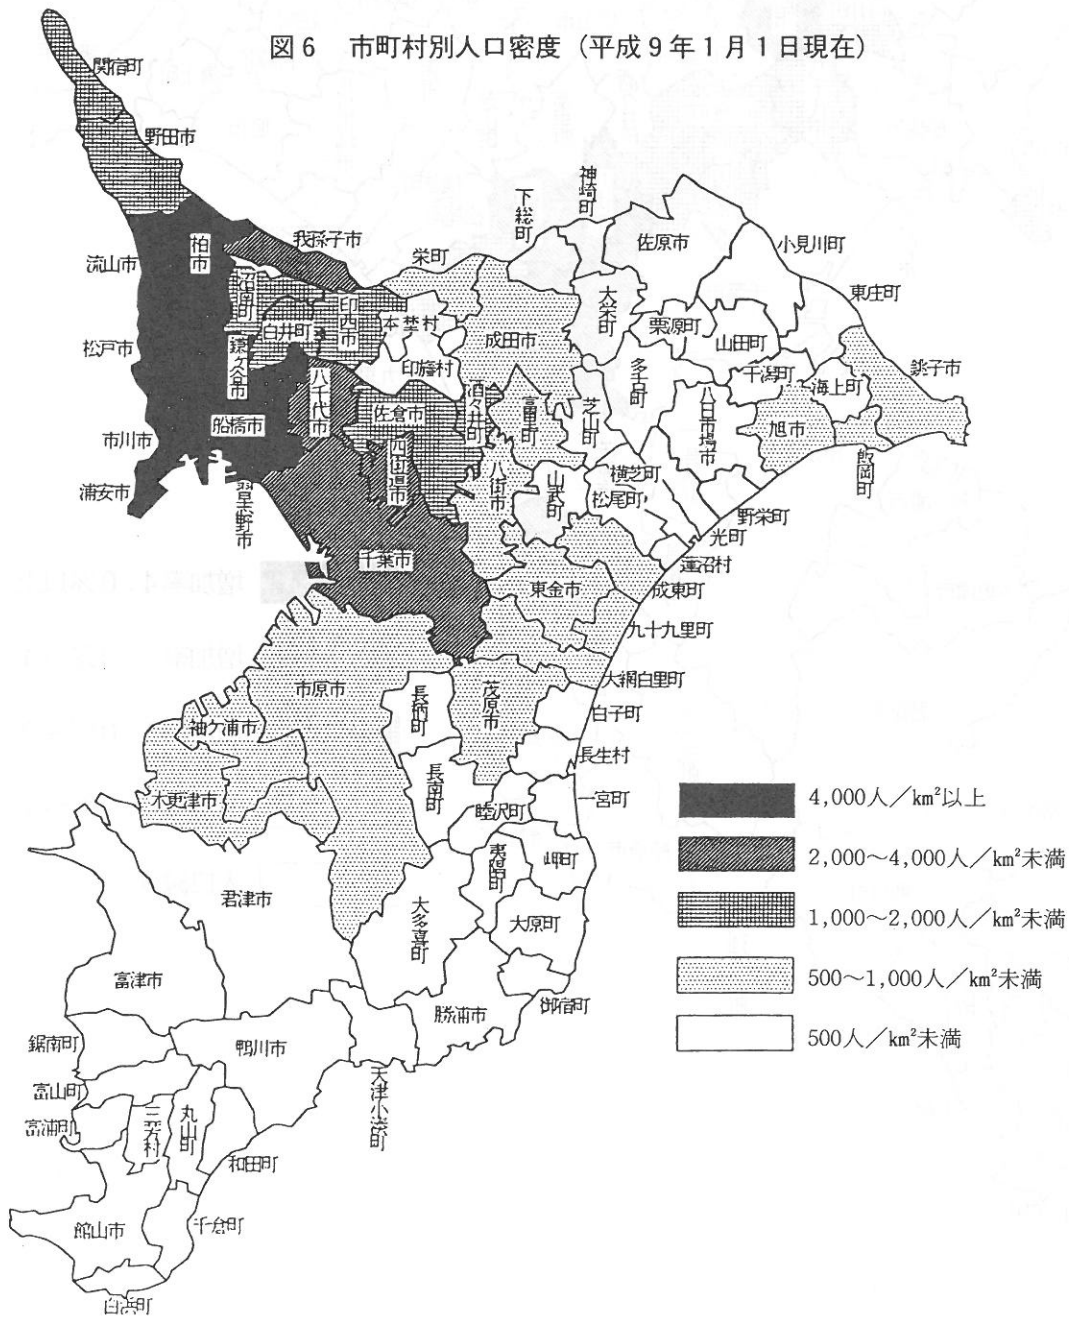 図6 市町村別人口密度（平成9年1月1日現在）
関宿町
野田市
我孫子市
柏市
流山市
沼南町
松戸市
鎌ケ谷市
白井町
印西市
本埜村
印旛村
栄町
下総町
神崎町
成田市
大栄町
佐原市
小見川町
東庄町
栗源町
山田町
多古町
干潟町
海上町
銚子市
旭市
飯岡町
八日市場市
八千代市
船橋市
市川市
浦安市
習志野市
佐倉市
四街道市
酒々井町
富里町
芝山町
八街市
山武町
横芝町
松尾町
野栄町
光町
蓮沼村
成東町
千葉市
東金市
九十九里町
大網白里町
市原市
袖ケ浦市
木更津市
長柄町
茂原市
白子町
長生村
長南町
睦沢町
一宮町
夷隅町
岬町
君津市
大多喜町
大原町
富津市
勝浦市
御宿町
鋸南町
鴨川市
天津小湊町
富山町
富浦町
三芳村
丸山町
和田町
館山市
千倉町
白浜町
4,000人／km²以上
2,000～4,000人／km²未満
1,000～2,000人／km²未満
500～1,000人／km²未満
500人／km²未満